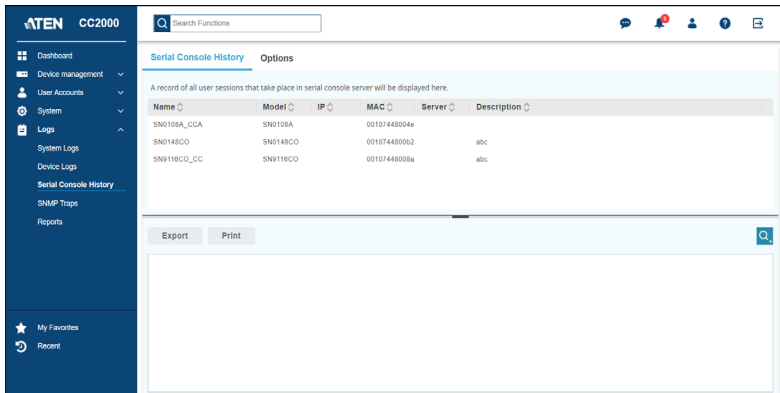 ATEN CC2000
Search Functions
5
Dashboard
Device management
User Accounts
System
Logs
System Logs
Device Logs
Serial Console History
SNMP Traps
Reports
My Favorites
Recent
Serial Console History Options
A record of all user sessions that take place in serial console server will be displayed here.
Name Model IP MAC Server Description
SN0108A_CCA SN0108A 00107448004e
SN0148CO SN0148CO 0010744800b2 abc
SN9116CO_CC SN9116CO 00107448008a abc
Export Print